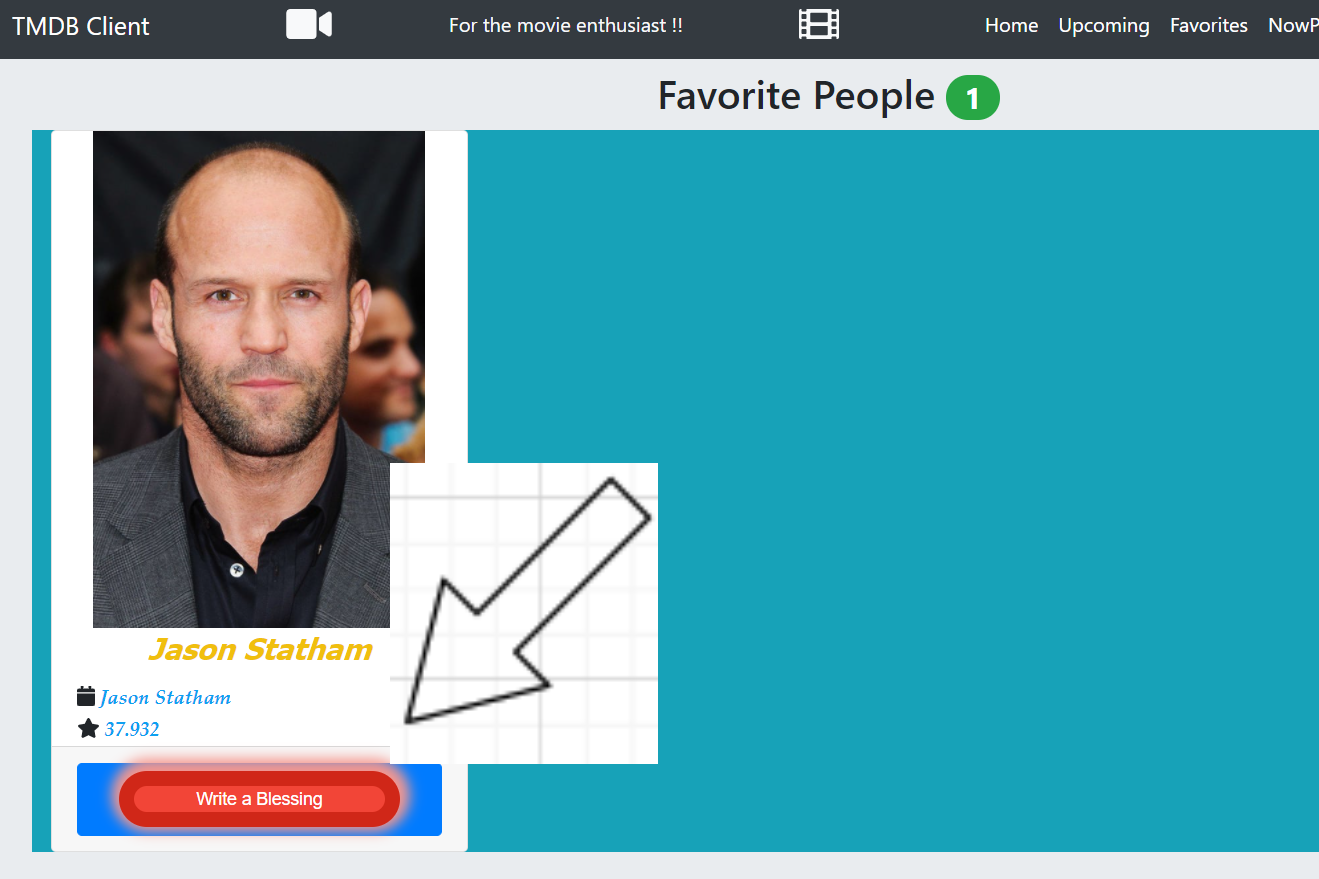 TMDB Client For the movie enthusiast !! Home Upcoming Favorites
Favorite People 1
Jason Statham
Jason Statham
37.932
Write a Blessing